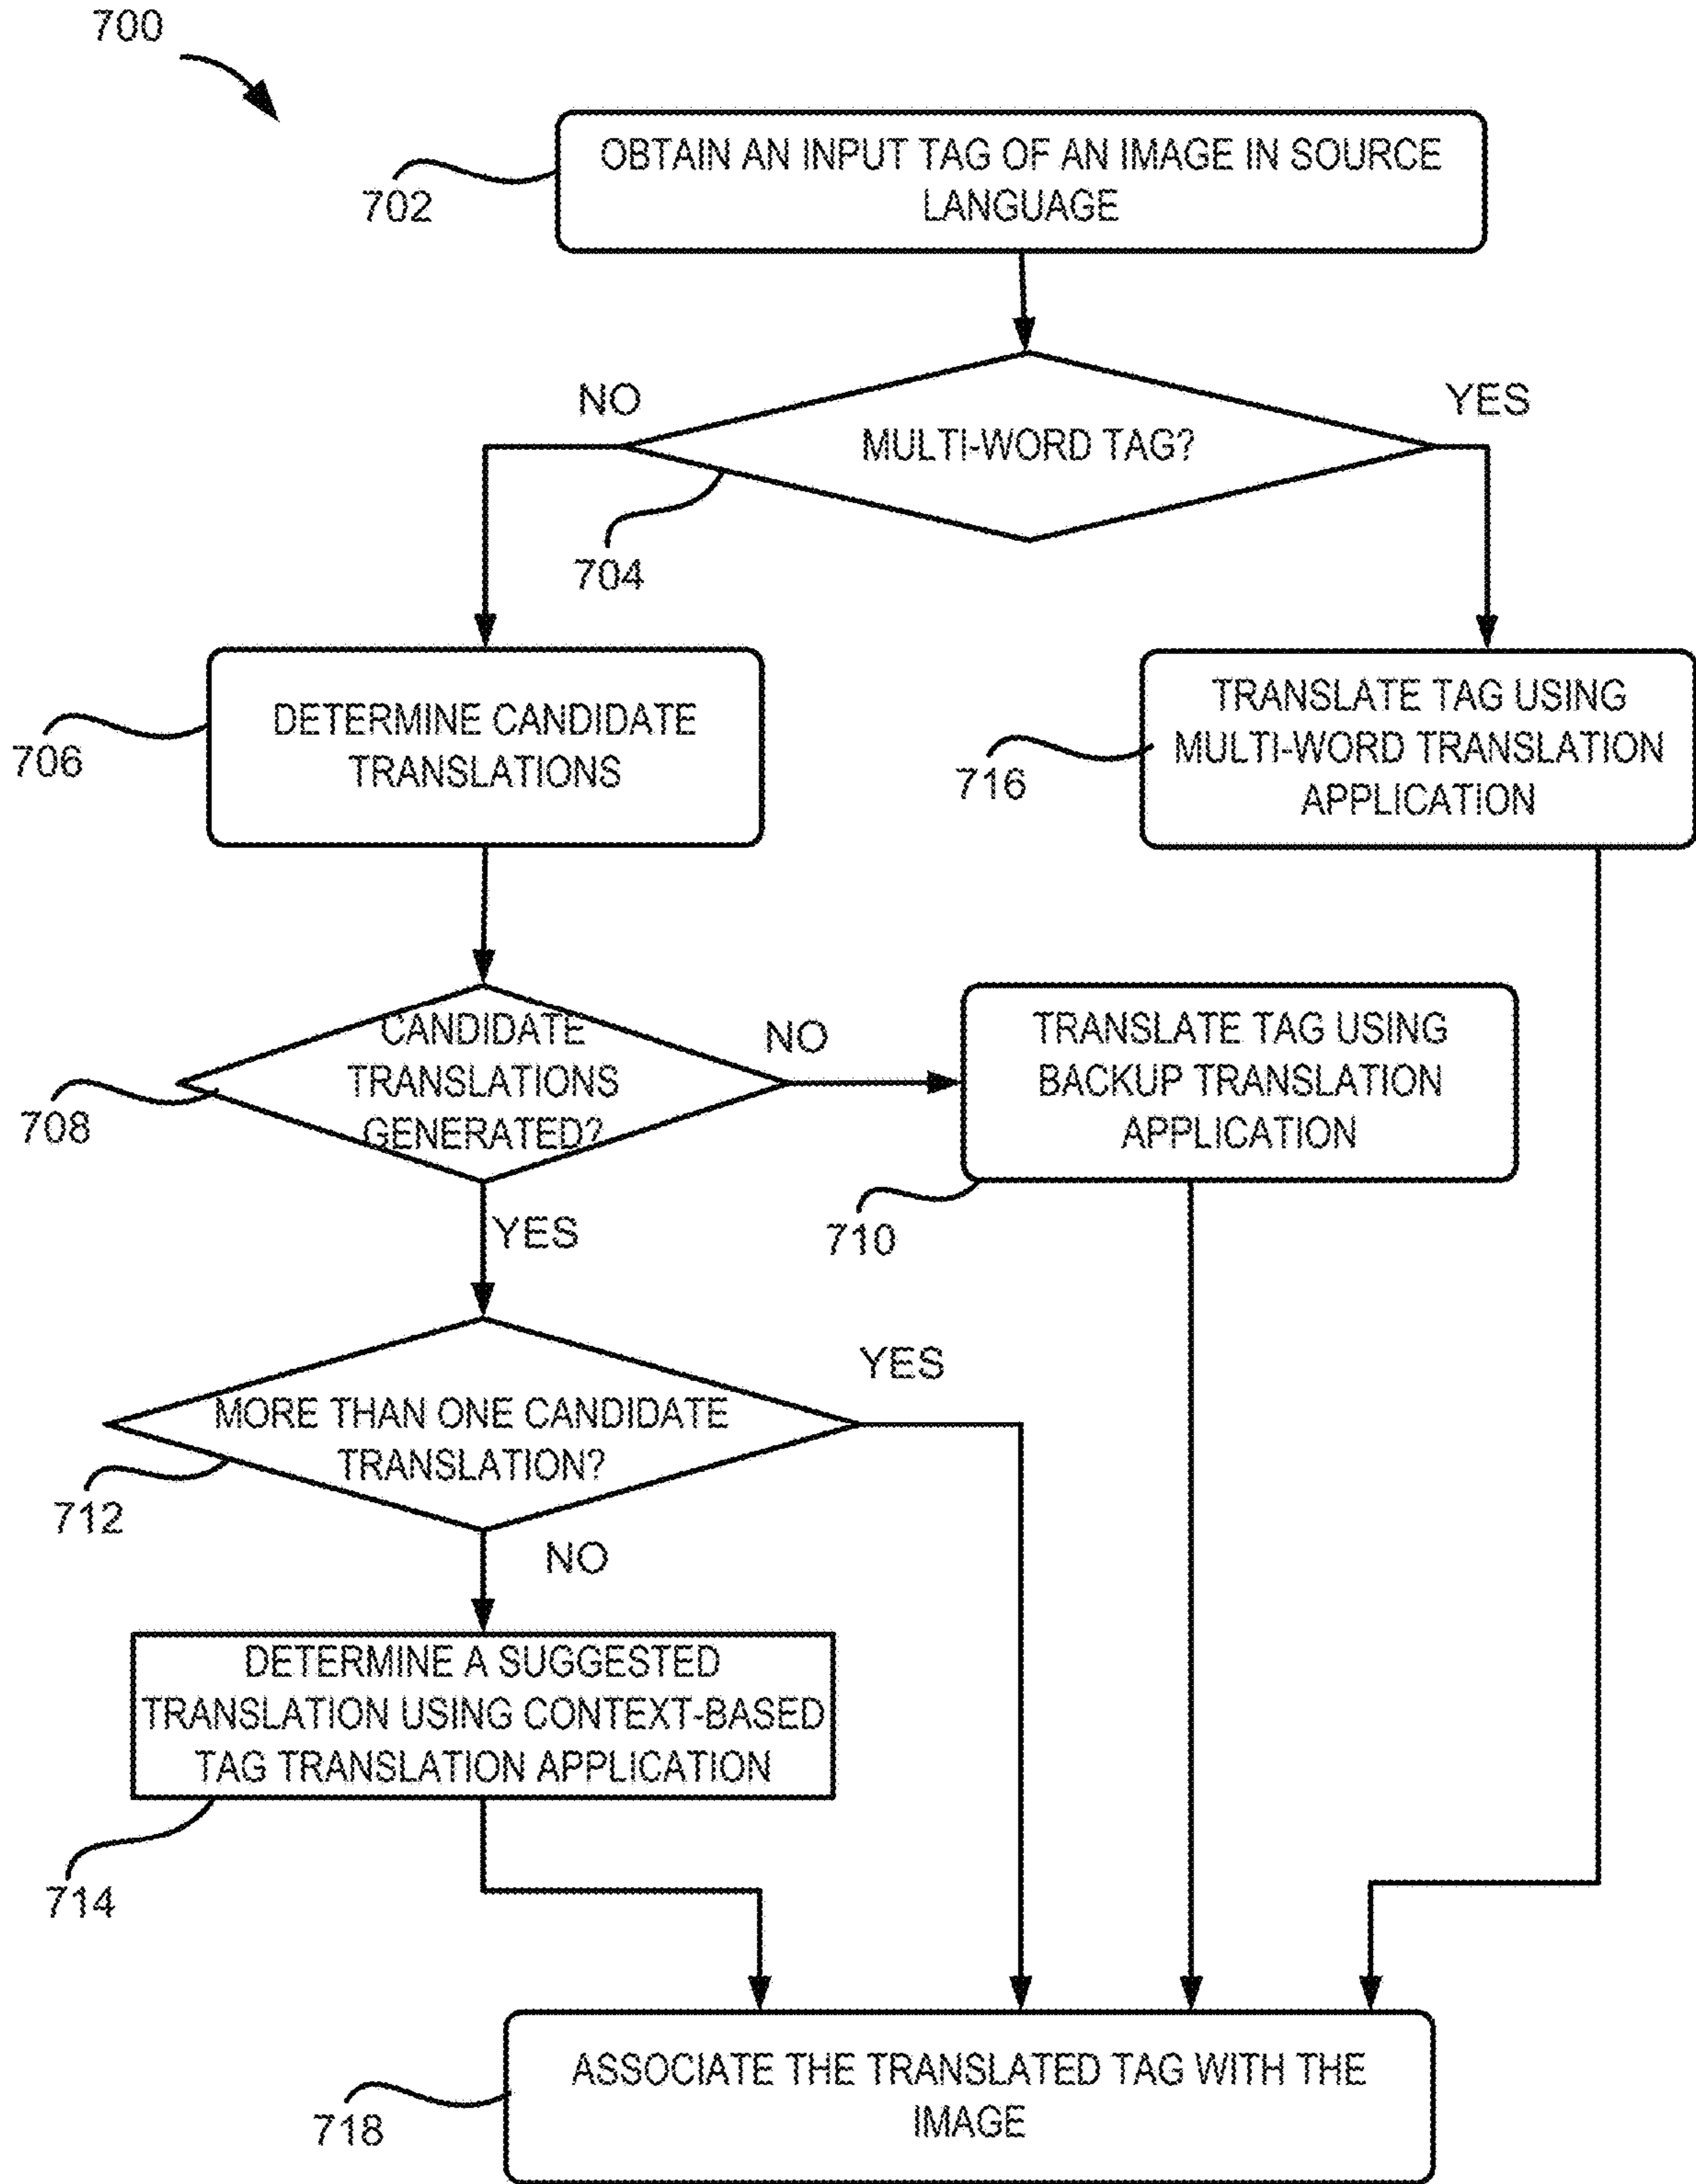 700
OBTAIN AN INPUT TAG OF AN IMAGE IN SOURCE
LANGUAGE
702
NO
YES
MULTI-WORD TAG?
704
DETERMINE CANDIDATE
TRANSLATIONS
706
TRANSLATE TAG USING
MULTI-WORD TRANSLATION
APPLICATION
716
CANDIDATE
TRANSLATIONS
GENERATED?
NO
708
TRANSLATE TAG USING
BACKUP TRANSLATION
APPLICATION
710
YES
MORE THAN ONE CANDIDATE
TRANSLATION?
YES
712
NO
DETERMINE A SUGGESTED
TRANSLATION USING CONTEXT-BASED
TAG TRANSLATION APPLICATION
714
ASSOCIATE THE TRANSLATED TAG WITH THE
IMAGE
718